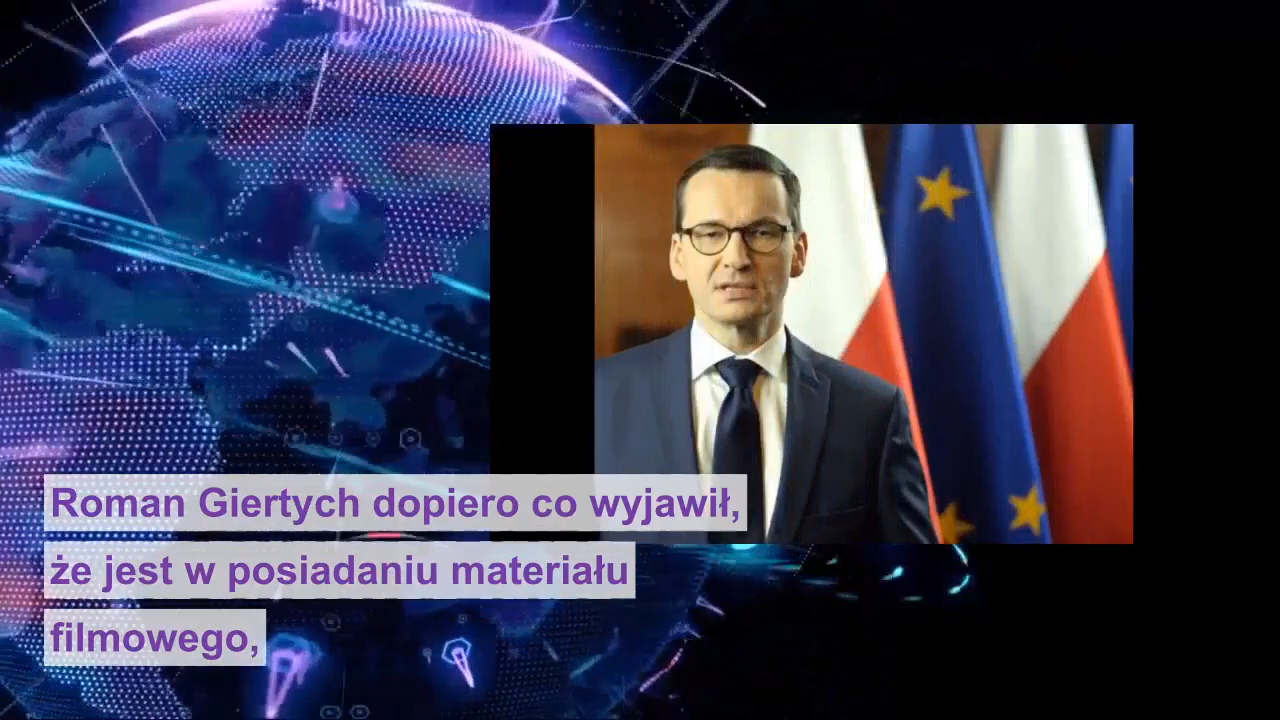 Roman Giertych dopiero co wyjawił,
że jest w posiadaniu materiału
filmowego,